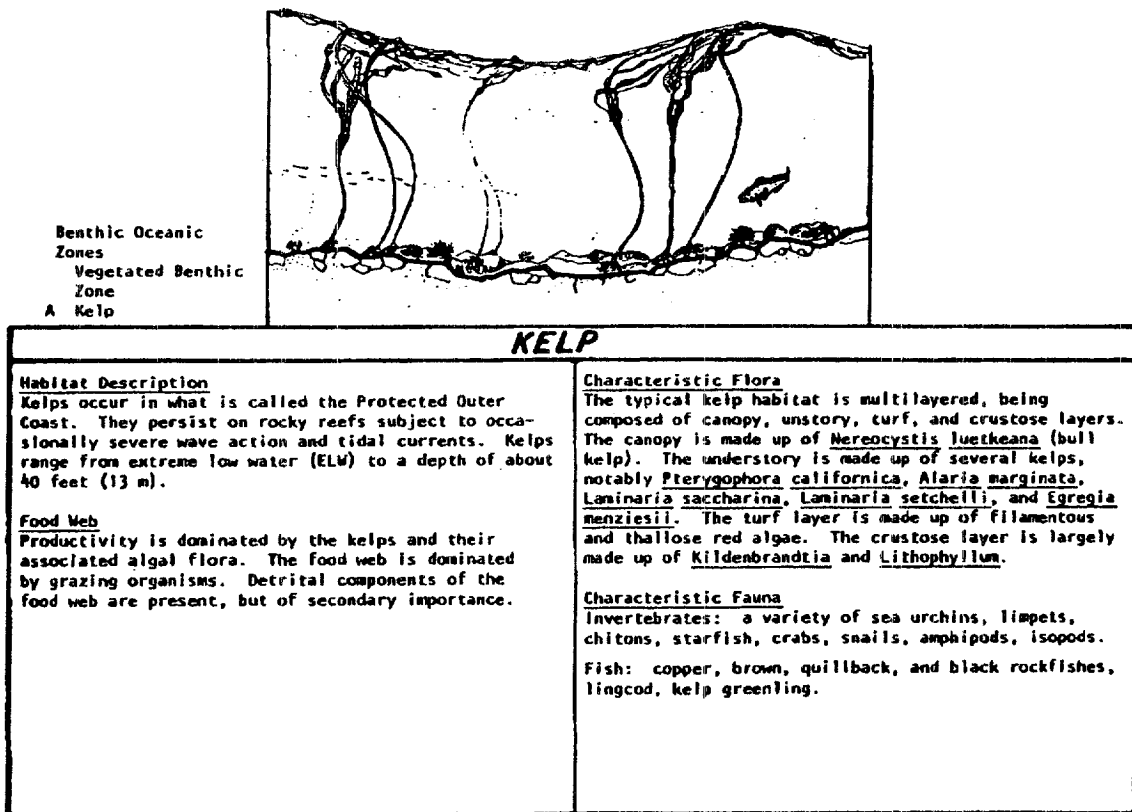 Benthic Oceanic
Zones
Vegetated Benthic
Zone
A Kelp
KELP
Habitat Description
Kelps occur in what is called the Protected Outer
Coast. They persist on rocky reefs subject to occa-
sionally severe wave action and tidal currents. Kelps
range from extreme low water (ELW) to a depth of about
40 feet (13 m).
Food Web
Productivity is dominated by the kelps and their
associated algal flora. The food web is dominated
by grazing organisms. Detrital components of the
food web are present, but of secondary importance.
Characteristic Flora
The typical kelp habitat is multilayered, being
composed of canopy, unstory, turf, and crustose layers.
The canopy is made up of Nereocystis luetkeana (bull
kelp). The understory is made up of several kelps,
notably Pterygophora californica, Alaria marginata,
Laminaria saccharina, Laminaria setchelli, and Egregia
menziesii. The turf layer is made up of filamentous
and thallose red algae. The crustose layer is largely
made up of Kildenbrandtia and Lithophyllum.
Characteristic Fauna
Invertebrates: a variety of sea urchins, limpets,
chitons, starfish, crabs, snails, amphipods, isopods.
Fish: copper, brown, quillback, and black rockfishes,
lingcod, kelp greenling.